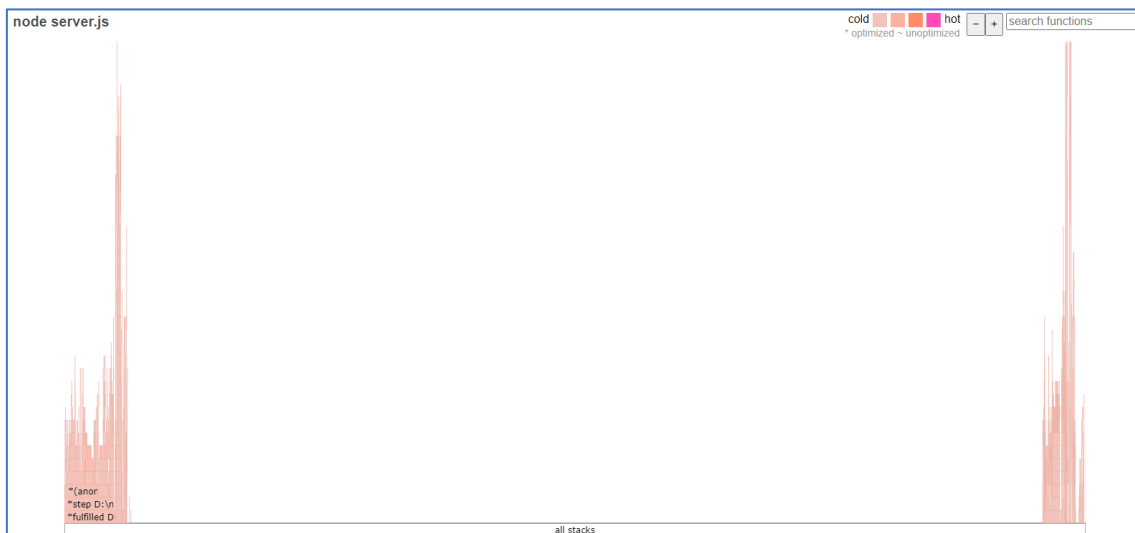 node server.js
cold hot − + search functions
* optimized ~ unoptimized
"*(anor
"*step D:\n
"*fulfilled D
all stacks